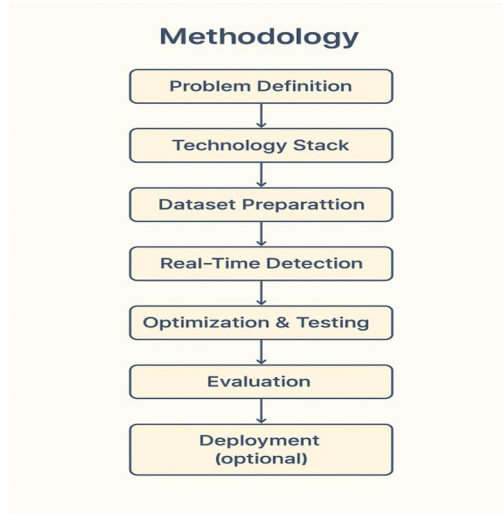 Methodology
Problem Definition
Technology Stack
Dataset Preparattion
Real-Time Detection
Optimization & Testing
Evaluation
Deployment
(optional)